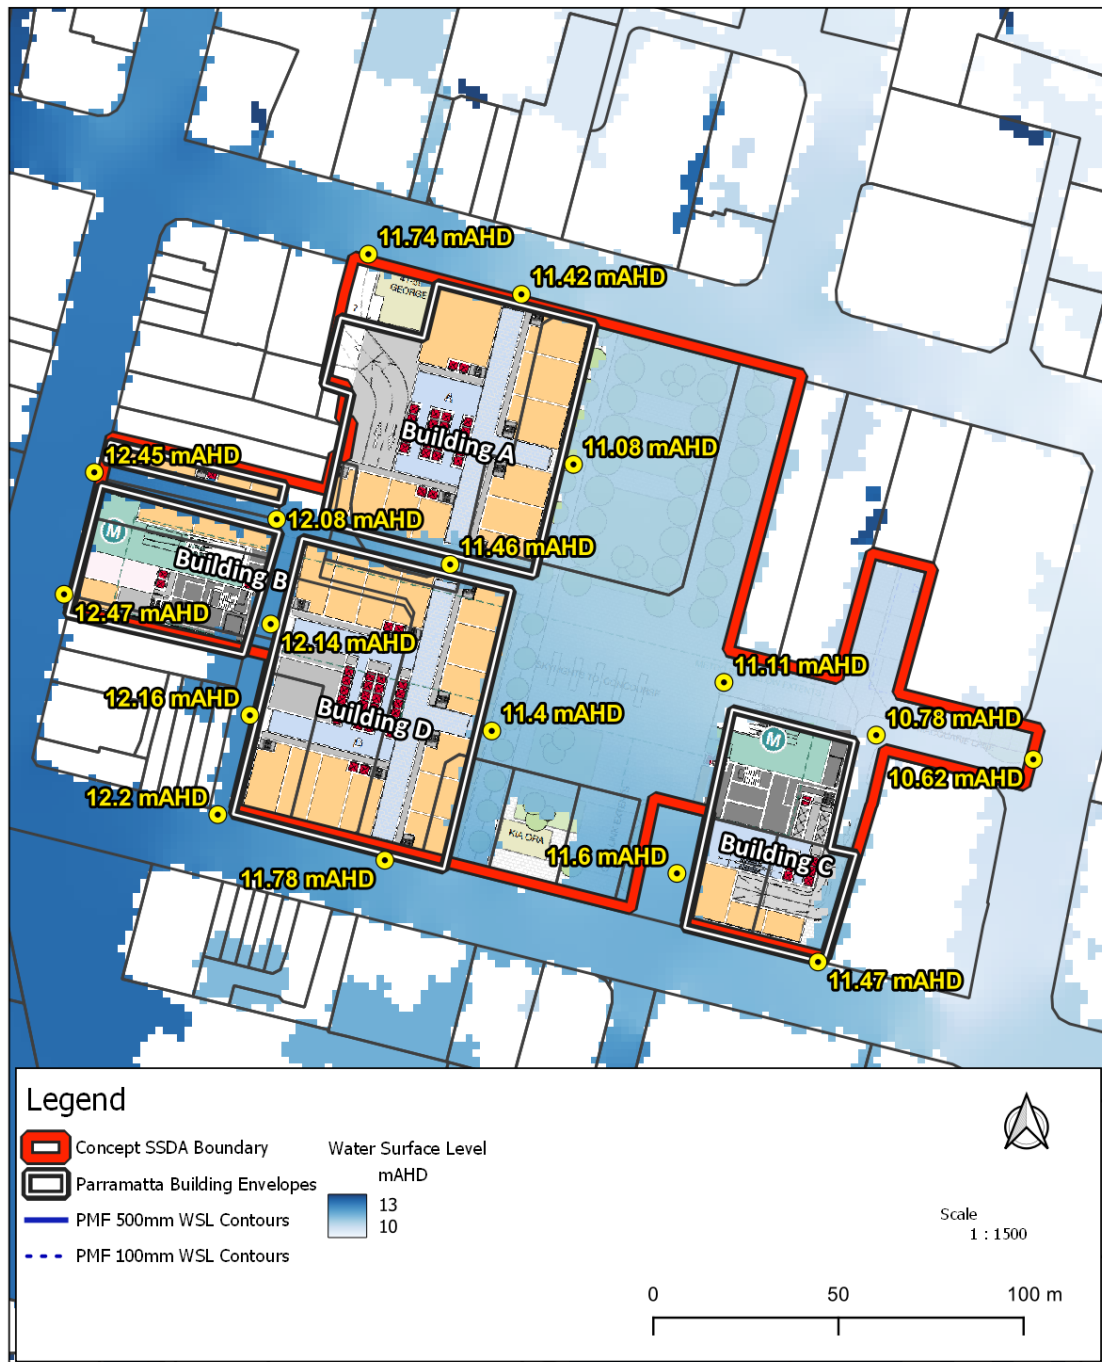 11.74 mAHD
11.42 mAHD
GEORGE
A
Building A
11.08 mAHD
12.45 mAHD
12.08 mAHD
11.46 mAHD
M
Building B
12.47 mAHD
12.14 mAHD
11.11 mAHD
12.16 mAHD
Building D
11.4 mAHD
10.78 mAHD
M
10.62 mAHD
12.2 mAHD
KIA ORA
11.6 mAHD
Building C
11.78 mAHD
11.47 mAHD
Legend
Concept SSDA Boundary
Parramatta Building Envelopes
PMF 500mm WSL Contours
PMF 100mm WSL Contours
Water Surface Level
mAHD
13
10
Scale
1 : 1500
0 50 100 m